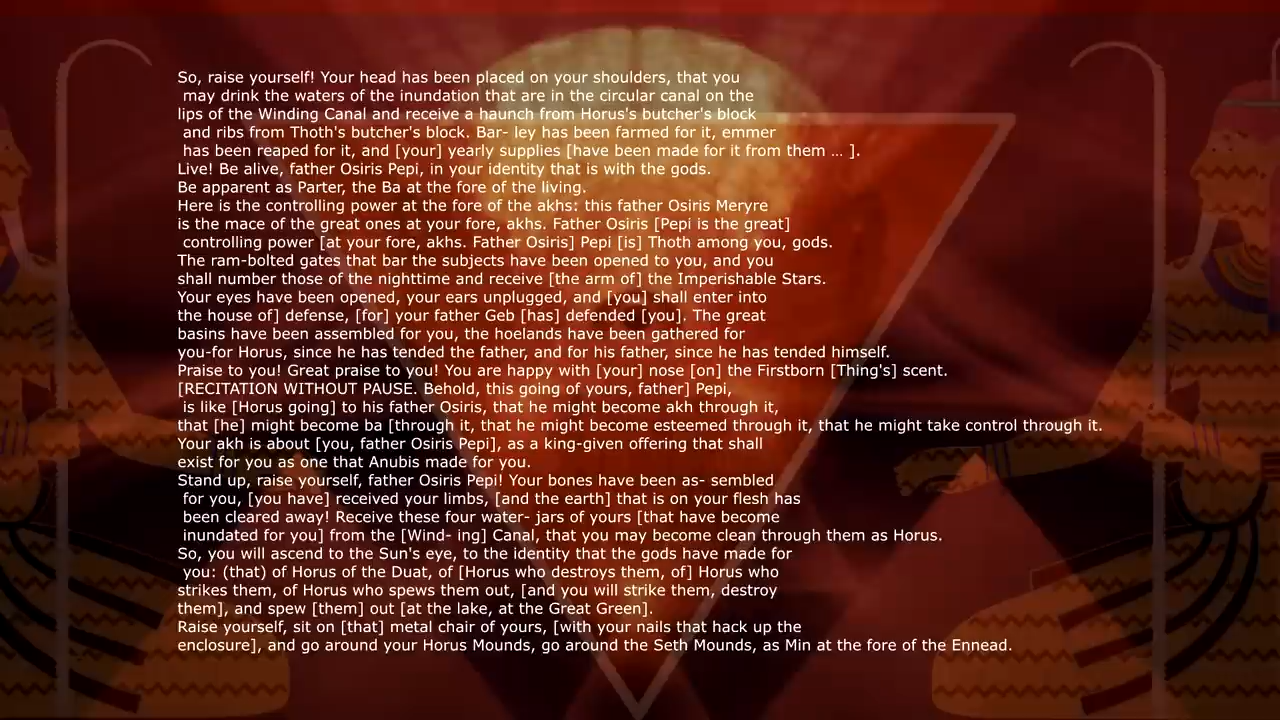 So, raise yourself! Your head has been placed on your shoulders, that you
may drink the waters of the inundation that are in the circular canal on the
lips of the Winding Canal and receive a haunch from Horus's butcher's block
and ribs from Thoth's butcher's block. Bar- ley has been farmed for it, emmer
has been reaped for it, and [your] yearly supplies [have been made for it from them ... ].
Live! Be alive, father Osiris Pepi, in your identity that is with the gods.
Be apparent as Parter, the Ba at the fore of the living.
Here is the controlling power at the fore of the akhs: this father Osiris Meryre
is the mace of the great ones at your fore, akhs. Father Osiris [Pepi is the great]
controlling power [at your fore, akhs. Father Osiris] Pepi [is] Thoth among you, gods.
The ram-bolted gates that bar the subjects have been opened to you, and you
shall number those of the nighttime and receive [the arm of] the Imperishable Stars.
Your eyes have been opened, your ears unplugged, and [you] shall enter into
the house of] defense, [for] your father Geb [has] defended [you]. The great
basins have been assembled for you, the hoelands have been gathered for
you-for Horus, since he has tended the father, and for his father, since he has tended himself.
Praise to you! Great praise to you! You are happy with [your] nose [on] the Firstborn [Thing's] scent.
[RECITATION WITHOUT PAUSE. Behold, this going of yours, father] Pepi,
is like [Horus going] to his father Osiris, that he might become akh through it,
that [he] might become ba [through it, that he might become esteemed through it, that he might take control through it.
Your akh is about [you, father Osiris Pepi], as a king-given offering that shall
exist for you as one that Anubis made for you.
Stand up, raise yourself, father Osiris Pepi! Your bones have been as- sembled
for you, [you have] received your limbs, [and the earth] that is on your flesh has
been cleared away! Receive these four water- jars of yours [that have become
inundated for you] from the [Wind- ing] Canal, that you may become clean through them as Horus.
So, you will ascend to the Sun's eye, to the identity that the gods have made for
you: (that) of Horus of the Duat, of [Horus who destroys them, of] Horus who
strikes them, of Horus who spews them out, [and you will strike them, destroy
them], and spew [them] out [at the lake, at the Great Green].
Raise yourself, sit on [that] metal chair of yours, [with your nails that hack up the
enclosure], and go around your Horus Mounds, go around the Seth Mounds, as Min at the fore of the Ennead.